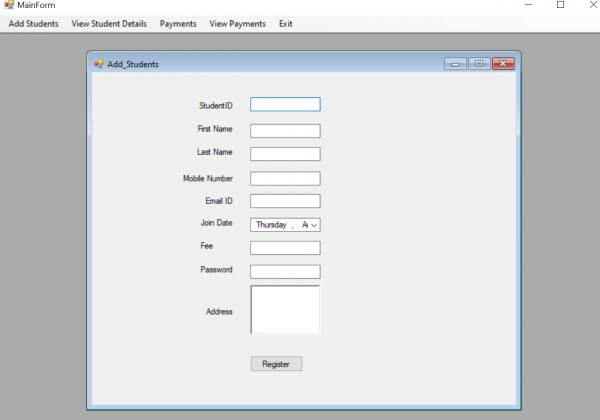 MainForm
Add Students View Student Details Payments View Payments Exit
Add_Students
StudentID
First Name
Last Name
Mobile Number
Email ID
Join Date Thursday ,
Fee
Password
Address
Register